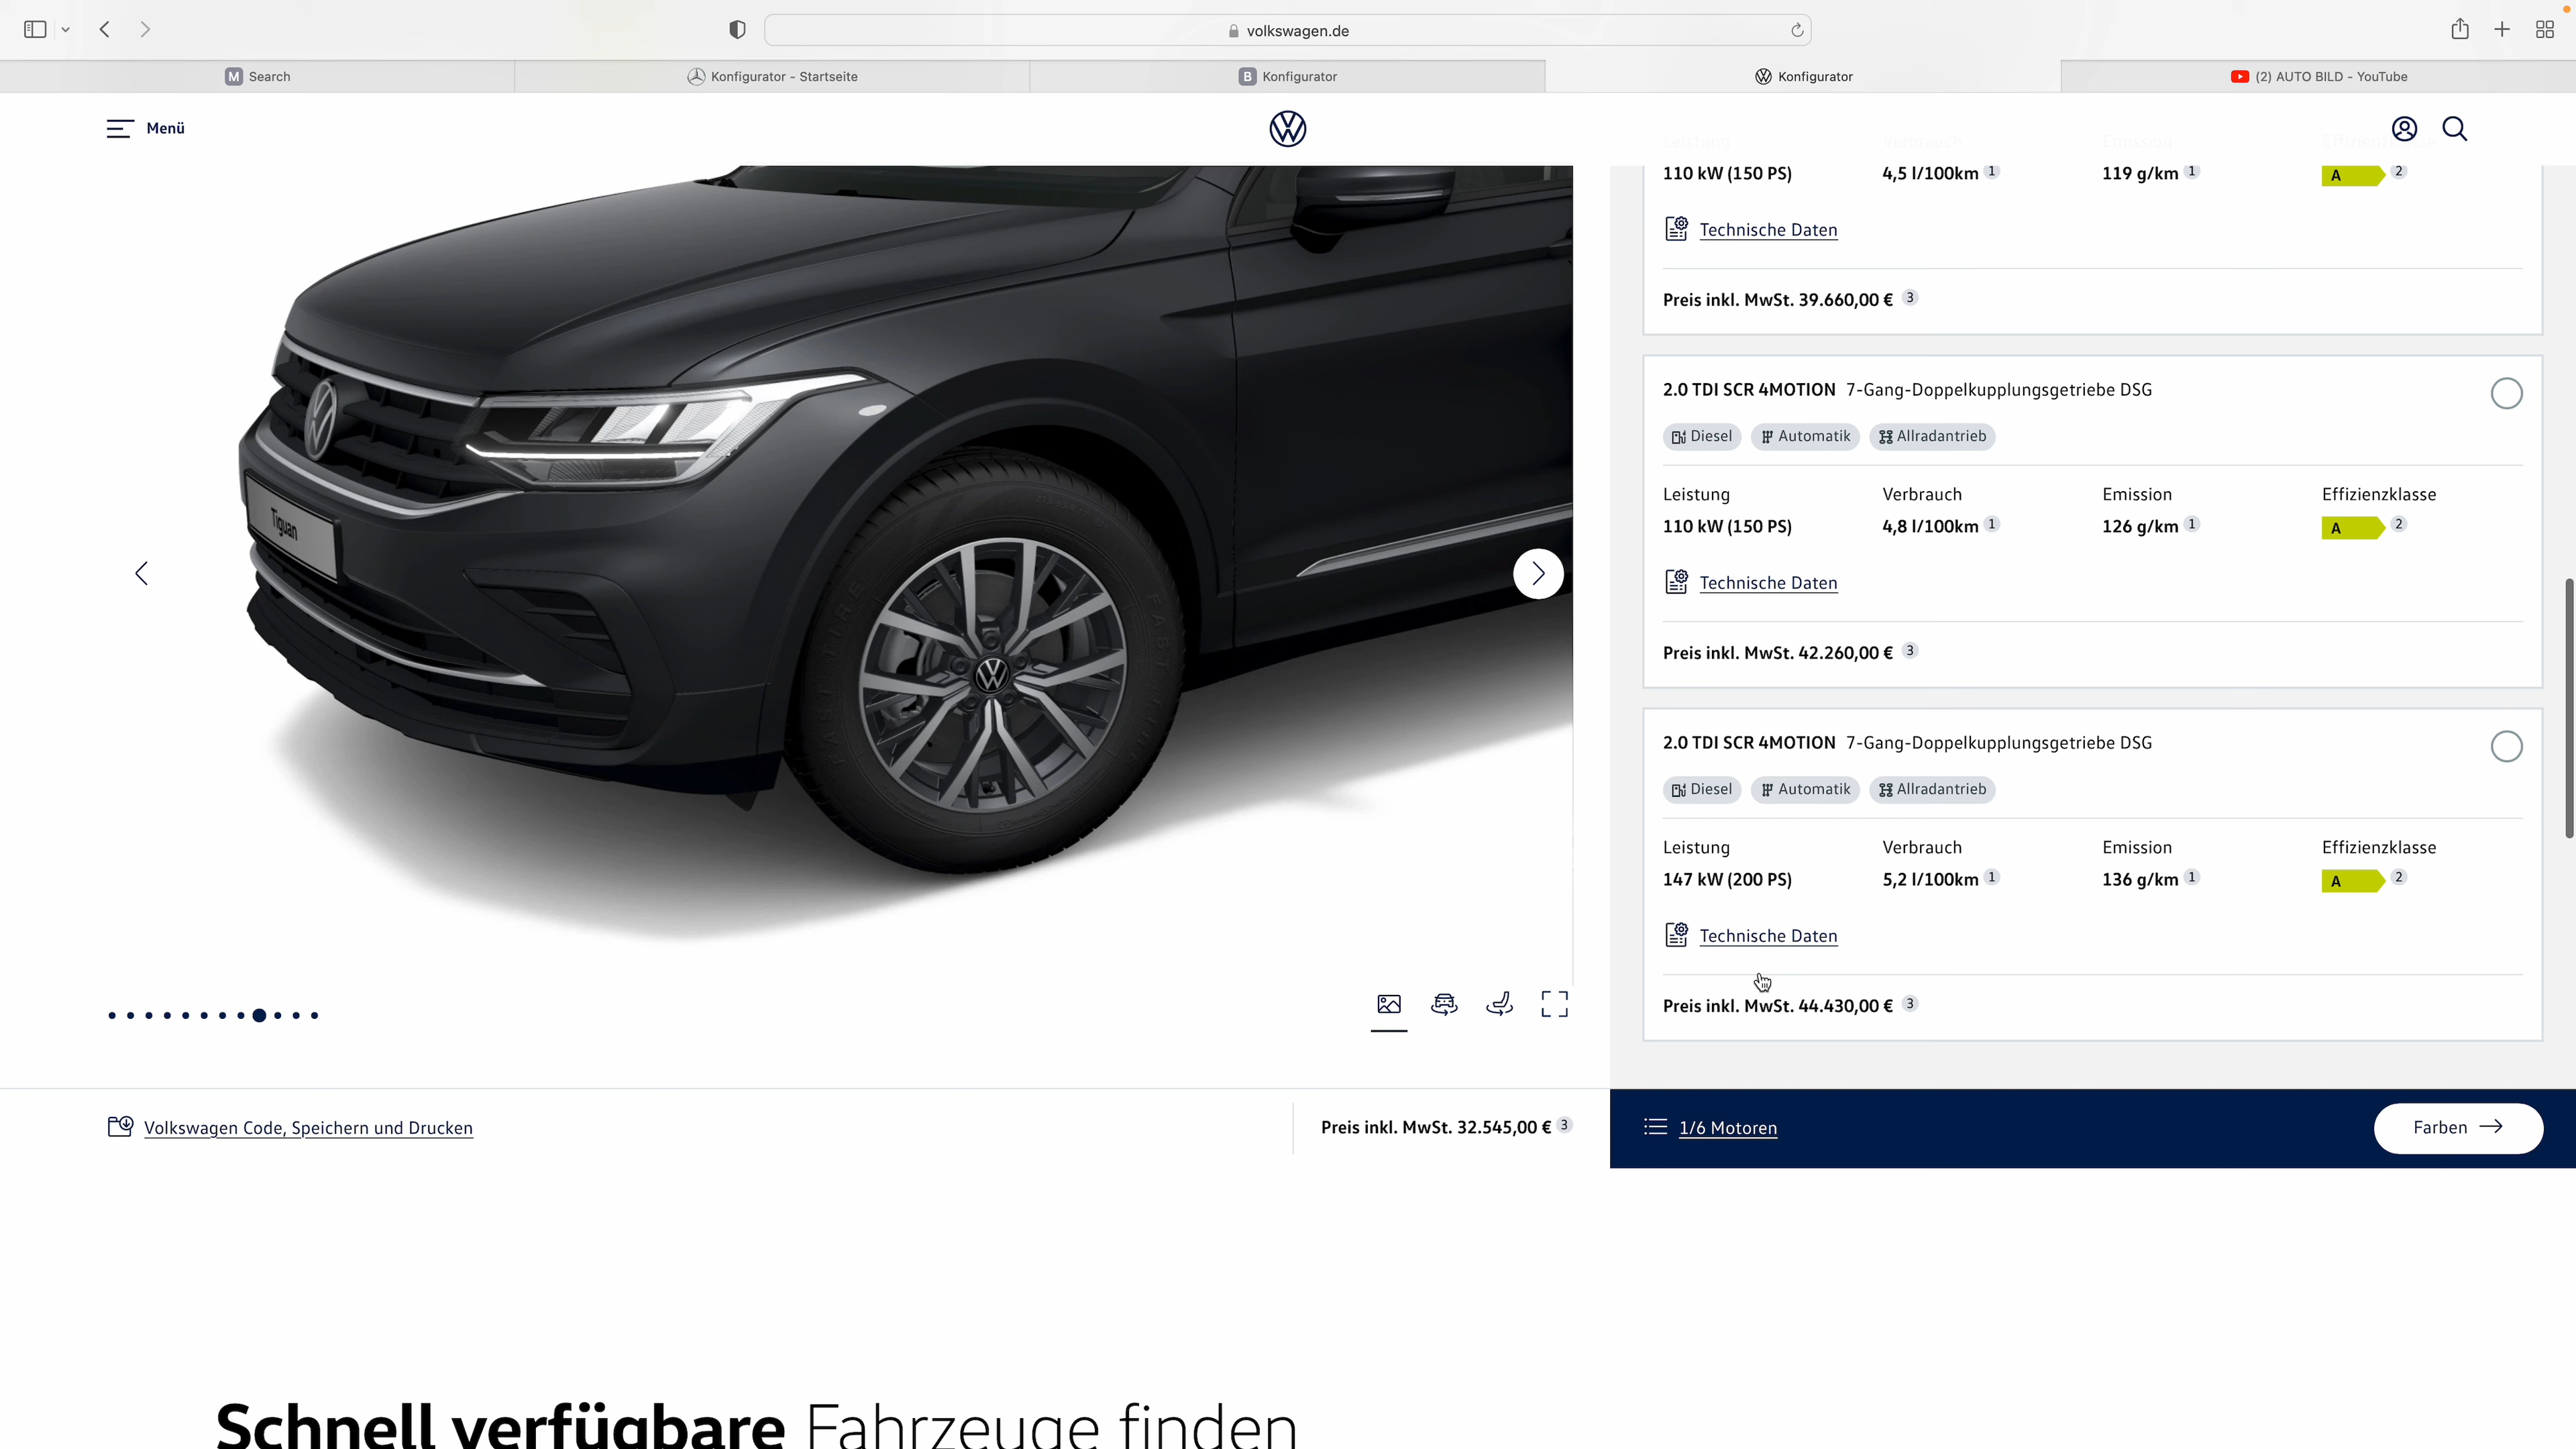 volkswagen.de
M Search
Konfigurator - Startseite
B Konfigurator
Konfigurator
(2) AUTO BILD - YouTube
Menü
Leistung Verbrauch Emission
110 kW (150 PS) 4,5 l/100km 1 119 g/km 1 A 2
Technische Daten
Preis inkl. MwSt. 39.660,00 € 3
2.0 TDI SCR 4MOTION 7-Gang-Doppelkupplungsgetriebe DSG
Diesel Automatik Allradantrieb
Leistung Verbrauch Emission Effizienzklasse
110 kW (150 PS) 4,8 l/100km 1 126 g/km 1 A 2
Technische Daten
Preis inkl. MwSt. 42.260,00 € 3
2.0 TDI SCR 4MOTION 7-Gang-Doppelkupplungsgetriebe DSG
Diesel Automatik Allradantrieb
Leistung Verbrauch Emission Effizienzklasse
147 kW (200 PS) 5,2 l/100km 1 136 g/km 1 A 2
Technische Daten
Preis inkl. MwSt. 44.430,00 € 3
Tiguan
Volkswagen Code, Speichern und Drucken
Preis inkl. MwSt. 32.545,00 € 3
1/6 Motoren
Farben
Schnell verfügbare Fahrzeuge finden